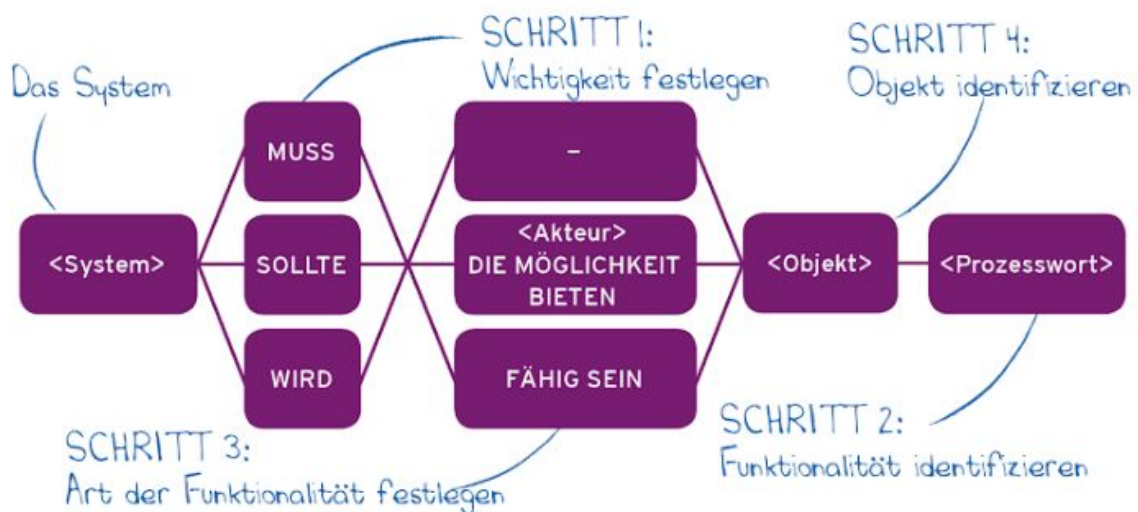 SCHRITT 1:
Wichtigkeit festlegen
SCHRITT 4:
Objekt identifizieren
Das System
MUSS
–
<System>
SOLLTE
<Akteur>
DIE MÖGLICHKEIT
BIETEN
<Objekt>
<Prozesswort>
WIRD
FÄHIG SEIN
SCHRITT 3:
Art der Funktionalität festlegen
SCHRITT 2:
Funktionalität identifizieren